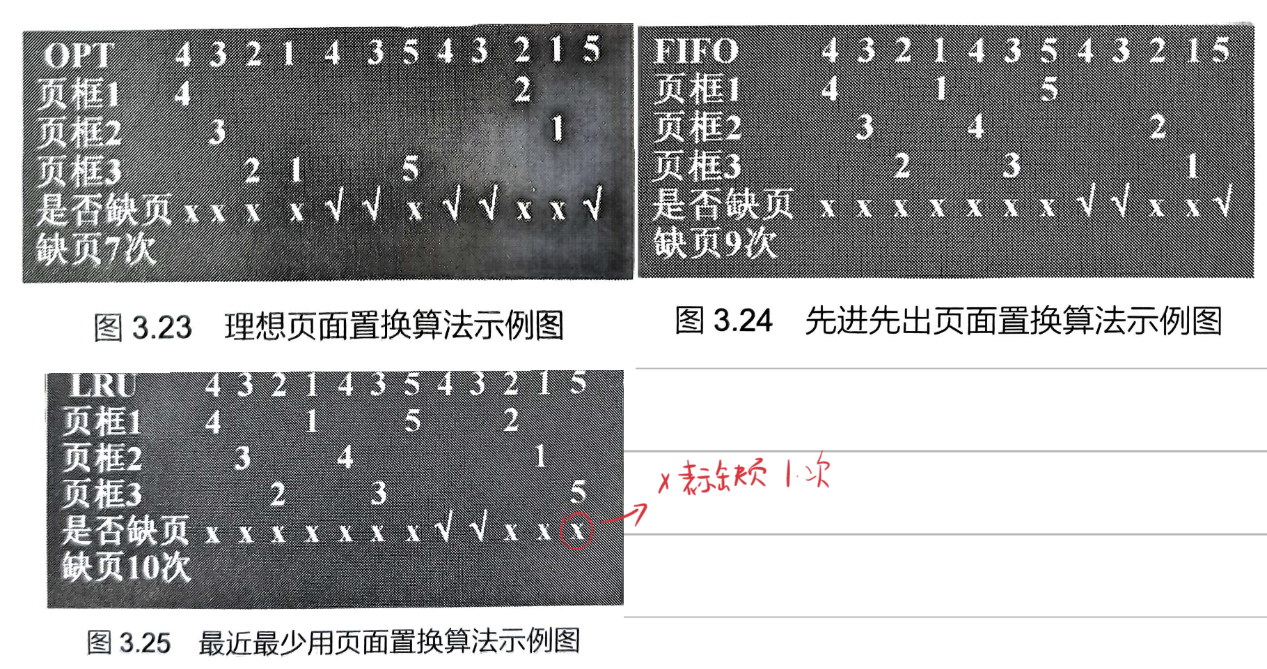 OPT 4 3 2 1 4 3 5 4 3 2 1 5
页框1 4 2
页框2 3 1
页框3 2 1 5
是否缺页 x x x x √ √ x √ √ x x √
缺页7次
图 3.23 理想页面置换算法示例图
FIFO 4 3 2 1 4 3 5 4 3 2 1 5
页框1 4 1 5
页框2 3 4 2
页框3 2 3 1
是否缺页 x x x x x x x √ √ x x √
缺页9次
图 3.24 先进先出页面置换算法示例图
LRU 4 3 2 1 4 3 5 4 3 2 1 5
页框1 4 1 5 2
页框2 3 4 1
页框3 2 3 5
是否缺页 x x x x x x x √ √ x x x
缺页10次
图 3.25 最近最少用页面置换算法示例图
x 表示缺页 1次